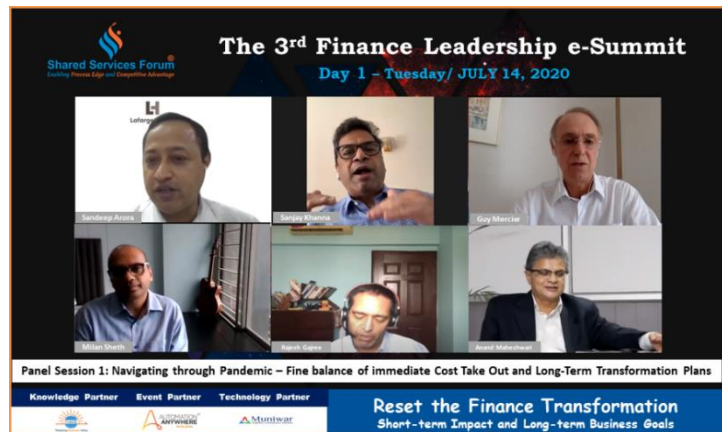 Shared Services Forum®
Enabling Process Edge and Competitive Advantage
The 3rd Finance Leadership e-Summit
Day 1 – Tuesday/ JULY 14, 2020
LH
Lafarge
Sandeep Arora
Sanjay Khanna
Guy Mercier
Milan Sheth
Rajesh Gajree
Anand Maheshwari
Panel Session 1: Navigating through Pandemic – Fine balance of immediate Cost Take Out and Long-Term Transformation Plans
Knowledge Partner Event Partner Technology Partner
AUTOMATION
ANYWHERE
Muniwar
Reset the Finance Transformation
Short-term Impact and Long-term Business Goals